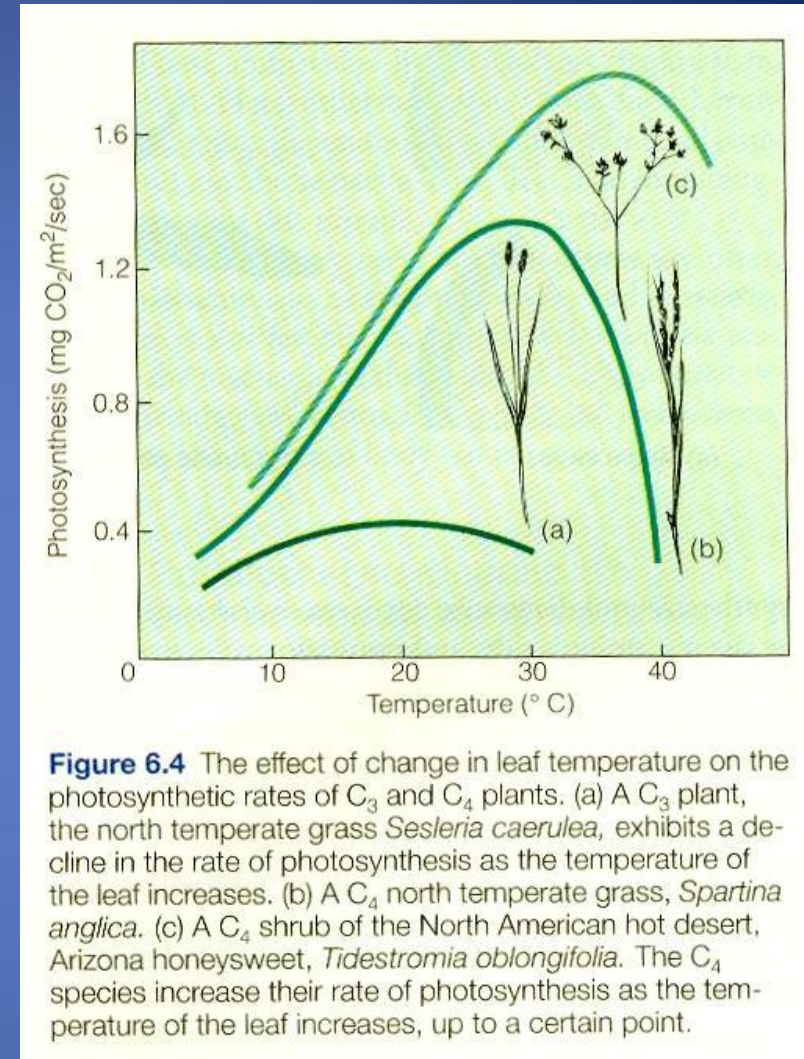 Photosynthesis (mg CO₂/m²/sec)
1.6
1.2
0.8
0.4
0
10
20
30
40
Temperature (° C)
(a)
(b)
(c)
Figure 6.4 The effect of change in leaf temperature on the
photosynthetic rates of C₃ and C₄ plants. (a) A C₃ plant,
the north temperate grass Sesleria caerulea, exhibits a de-
cline in the rate of photosynthesis as the temperature of
the leaf increases. (b) A C₄ north temperate grass, Spartina
anglica. (c) A C₄ shrub of the North American hot desert,
Arizona honeysweet, Tidestromia oblongifolia. The C₄
species increase their rate of photosynthesis as the tem-
perature of the leaf increases, up to a certain point.